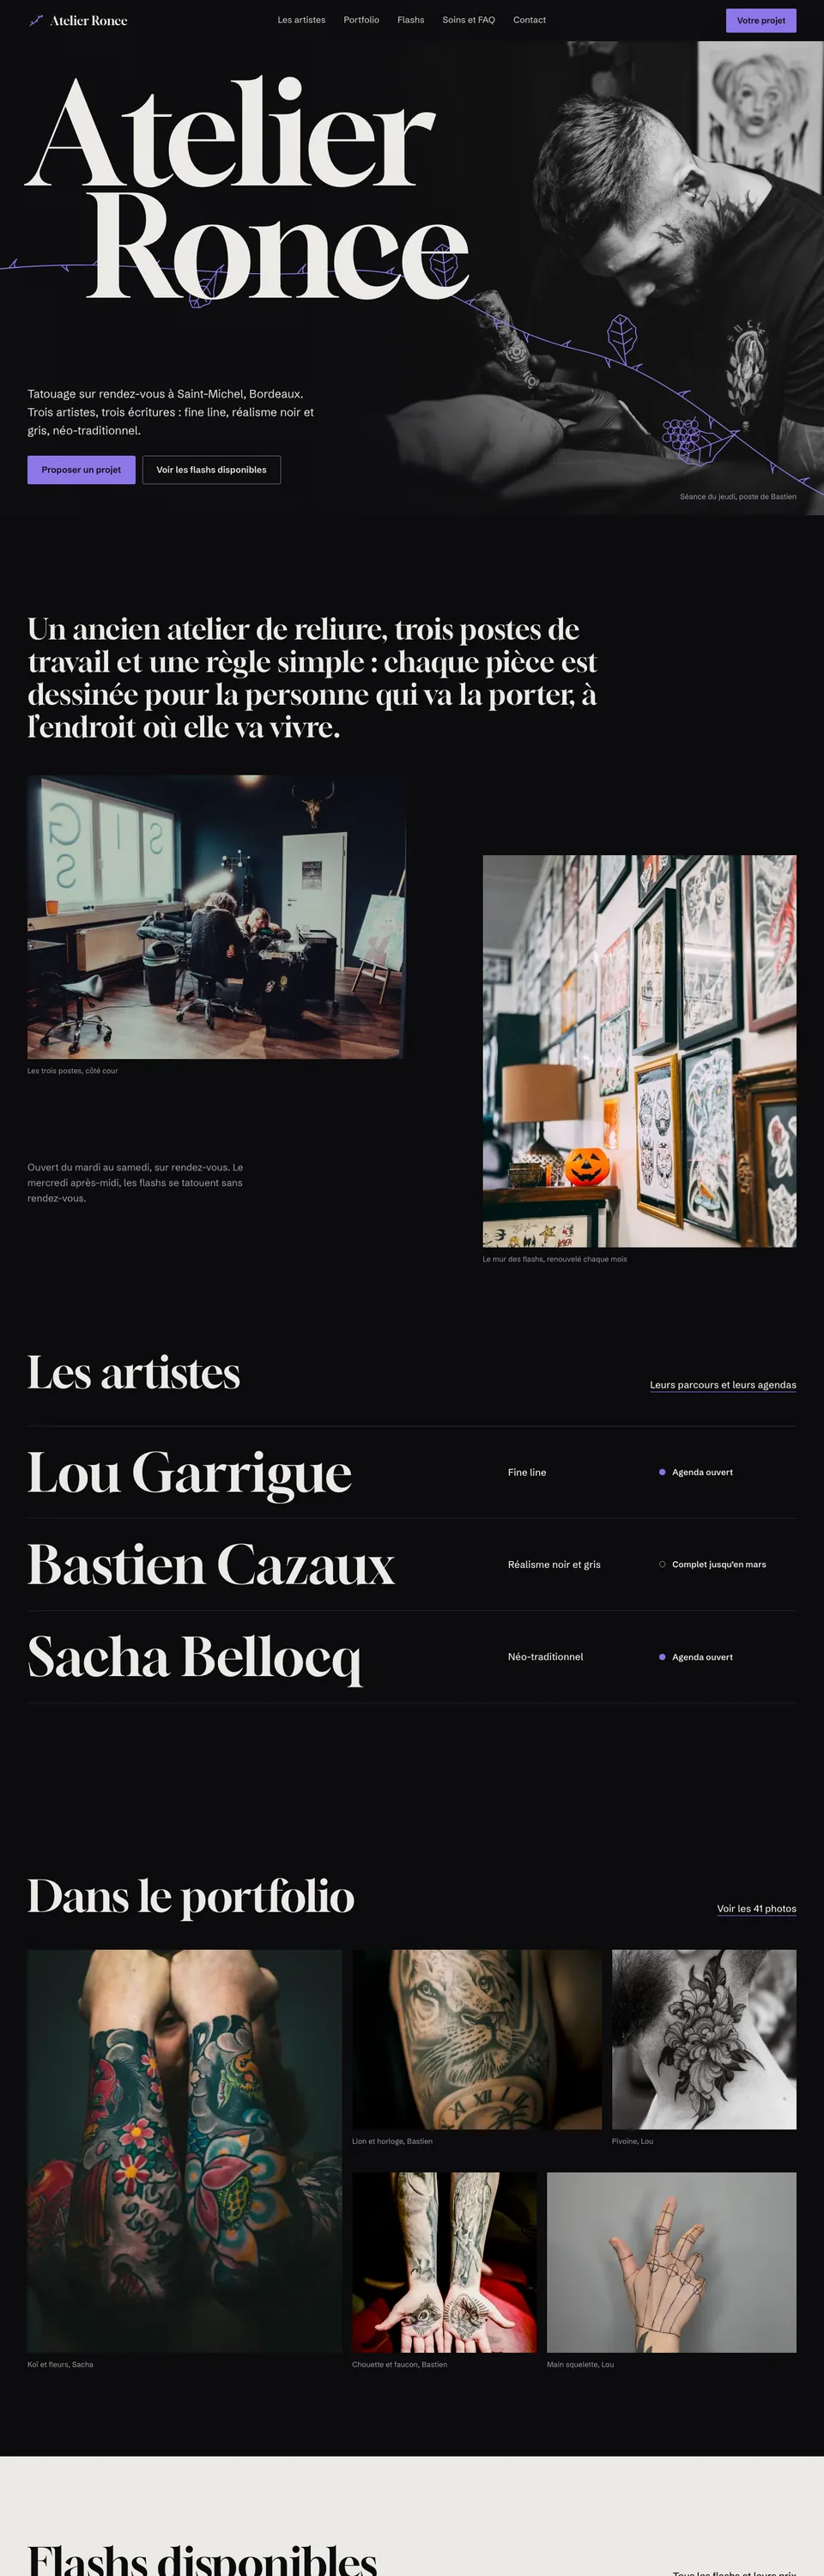 Atelier Ronce
Les artistes
Portfolio
Flashs
Soins et FAQ
Contact
Votre projet
Atelier
Ronce
Tatouage sur rendez-vous à Saint-Michel, Bordeaux.
Trois artistes, trois écritures : fine line, réalisme noir et
gris, néo-traditionnel.
Proposer un projet
Voir les flashs disponibles
Séance du jeudi, poste de Bastien
Un ancien atelier de reliure, trois postes de
travail et une règle simple : chaque pièce est
dessinée pour la personne qui va la porter, à
l'endroit où elle va vivre.
Les trois postes, côté cour
Ouvert du mardi au samedi, sur rendez-vous. Le
mercredi après-midi, les flashs se tatouent sans
rendez-vous.
Le mur des flashs, renouvelé chaque mois
Les artistes
Leurs parcours et leurs agendas
Lou Garrigue
Fine line
Agenda ouvert
Bastien Cazaux
Réalisme noir et gris
Complet jusqu'en mars
Sacha Bellocq
Néo-traditionnel
Agenda ouvert
Dans le portfolio
Voir les 41 photos
Lion et horloge, Bastien
Pivoine, Lou
Koï et fleurs, Sacha
Chouette et faucon, Bastien
Main squelette, Lou
Flashs disponibles
Tous les flashs et leurs prix